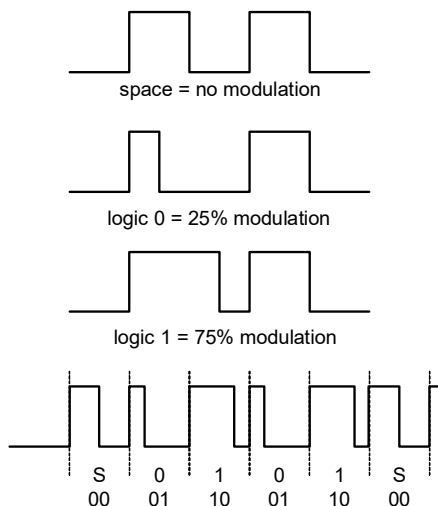 space = no modulation
logic 0 = 25% modulation
logic 1 = 75% modulation
S 0 1 0 1 S
00 01 10 01 10 00